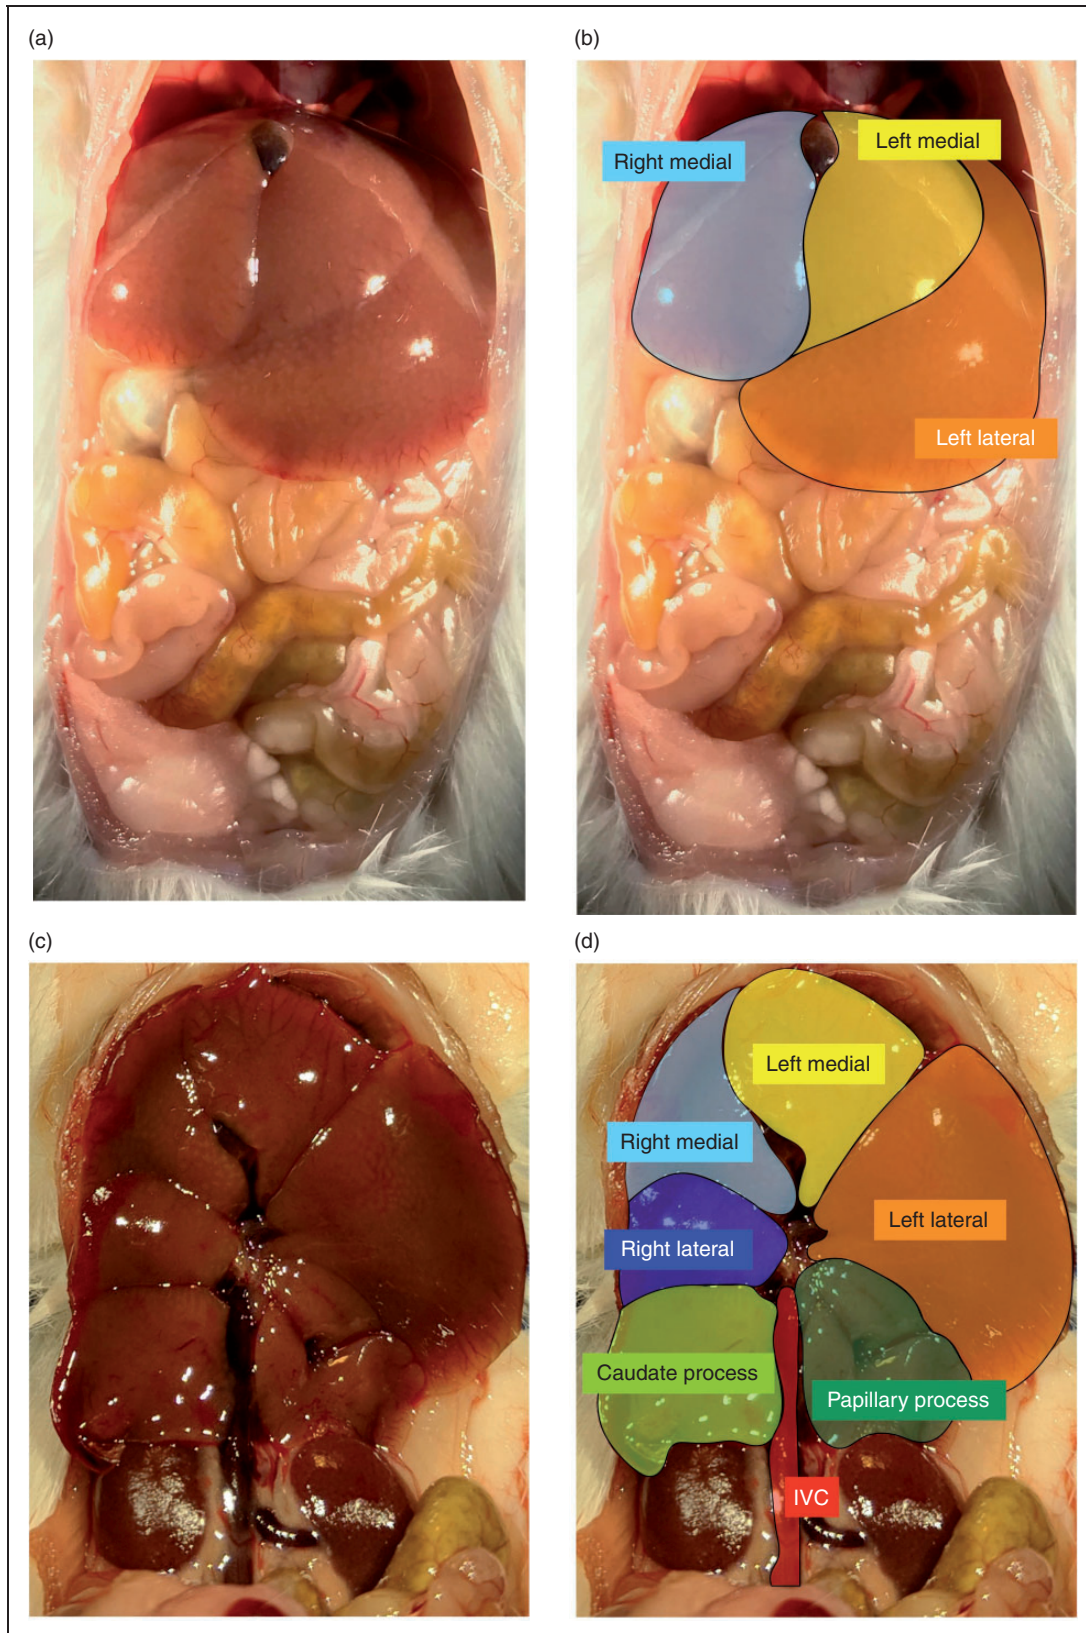 (a)
(b)
Left medial
Right medial
Left lateral
(c)
(d)
Left medial
Right medial
Left lateral
Right lateral
Caudate process
Papillary process
IVC